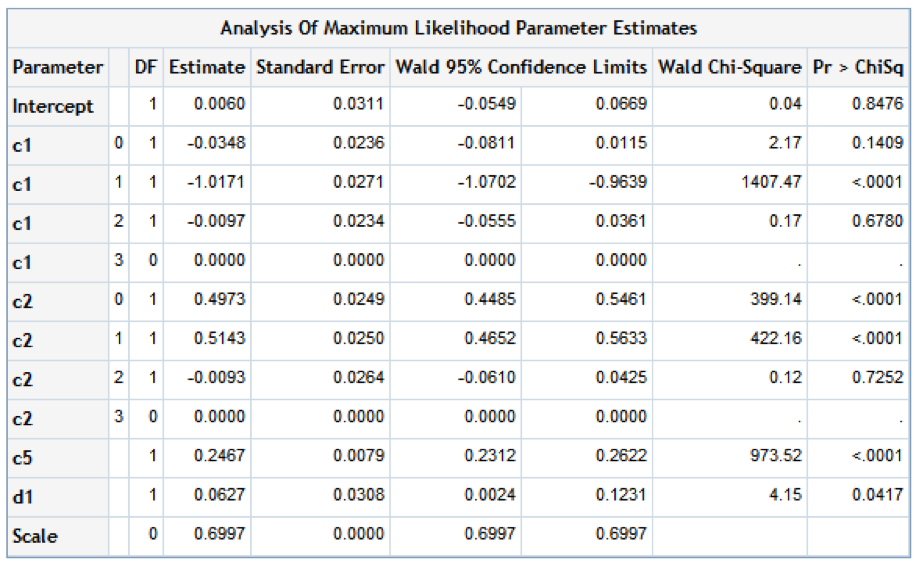 Analysis Of Maximum Likelihood Parameter Estimates
Parameter DF Estimate Standard Error Wald 95% Confidence Limits Wald Chi-Square Pr > ChiSq
Intercept 1 0.0060 0.0311 -0.0549 0.0669 0.04 0.8476
c1 0 1 -0.0348 0.0236 -0.0811 0.0115 2.17 0.1409
c1 1 1 -1.0171 0.0271 -1.0702 -0.9639 1407.47 <.0001
c1 2 1 -0.0097 0.0234 -0.0555 0.0361 0.17 0.6780
c1 3 0 0.0000 0.0000 0.0000 0.0000 . .
c2 0 1 0.4973 0.0249 0.4485 0.5461 399.14 <.0001
c2 1 1 0.5143 0.0250 0.4652 0.5633 422.16 <.0001
c2 2 1 -0.0093 0.0264 -0.0610 0.0425 0.12 0.7252
c2 3 0 0.0000 0.0000 0.0000 0.0000 . .
c5 1 0.2467 0.0079 0.2312 0.2622 973.52 <.0001
d1 1 0.0627 0.0308 0.0024 0.1231 4.15 0.0417
Scale 0 0.6997 0.0000 0.6997 0.6997